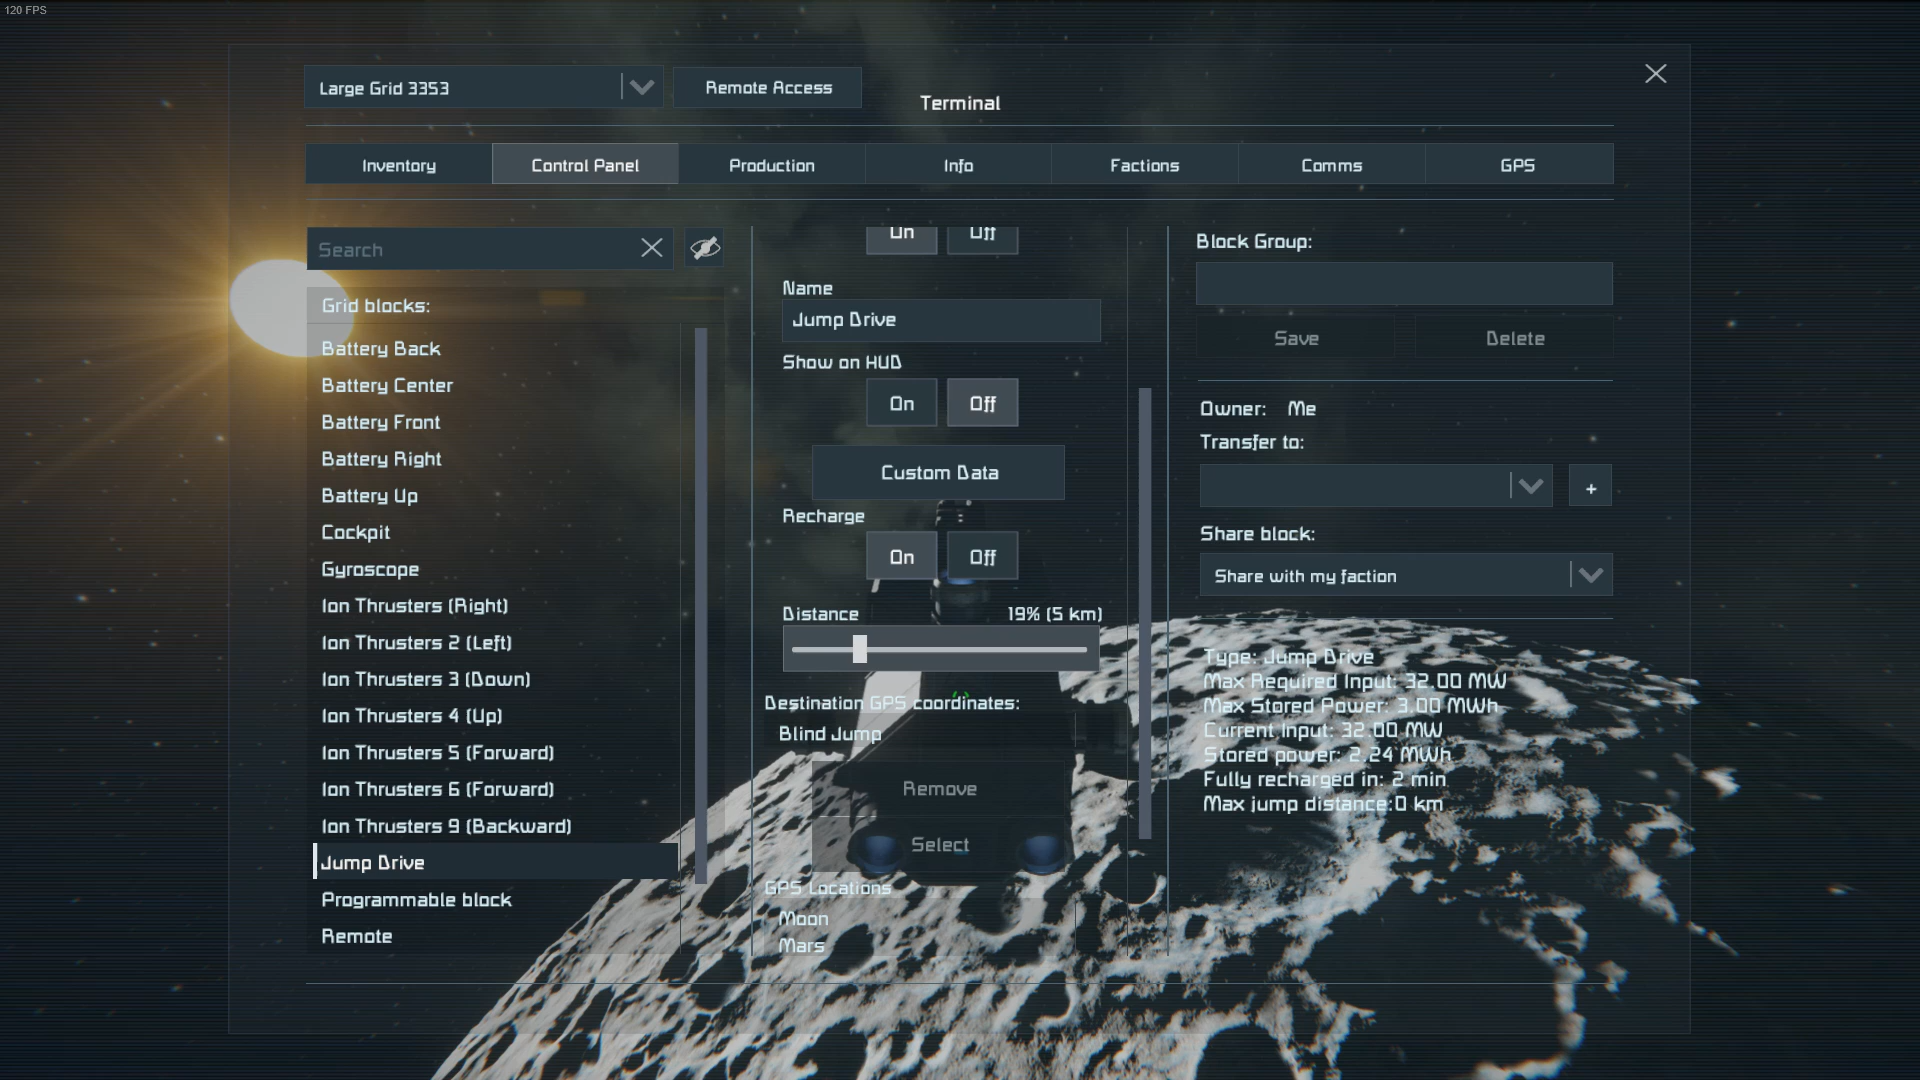 120 FPS
Large Grid 3353
Remote Access
Terminal
Inventory
Control Panel
Production
Info
Factions
Comms
GPS
Search
Grid blocks:
Battery Back
Battery Center
Battery Front
Battery Right
Battery Up
Cockpit
Gyroscope
Ion Thrusters (Right)
Ion Thrusters 2 (Left)
Ion Thrusters 3 (Down)
Ion Thrusters 4 (Up)
Ion Thrusters 5 (Forward)
Ion Thrusters 6 (Forward)
Ion Thrusters 9 (Backward)
Jump Drive
Programmable block
Remote
On Off
Name
Jump Drive
Show on HUD
On Off
Custom Data
Recharge
On Off
Distance 19% (5 km)
Destination GPS coordinates:
Blind Jump
Remove
Select
GPS Locations
Moon
Mars
Block Group:
Save Delete
Owner: Me
Transfer to:
+
Share block:
Share with my faction
Type: Jump Drive
Max Required Input: 32.00 MW
Max Stored Power: 3.00 MWh
Current Input: 32.00 MW
Stored power: 2.24 MWh
Fully recharged in: 2 min
Max jump distance:0 km